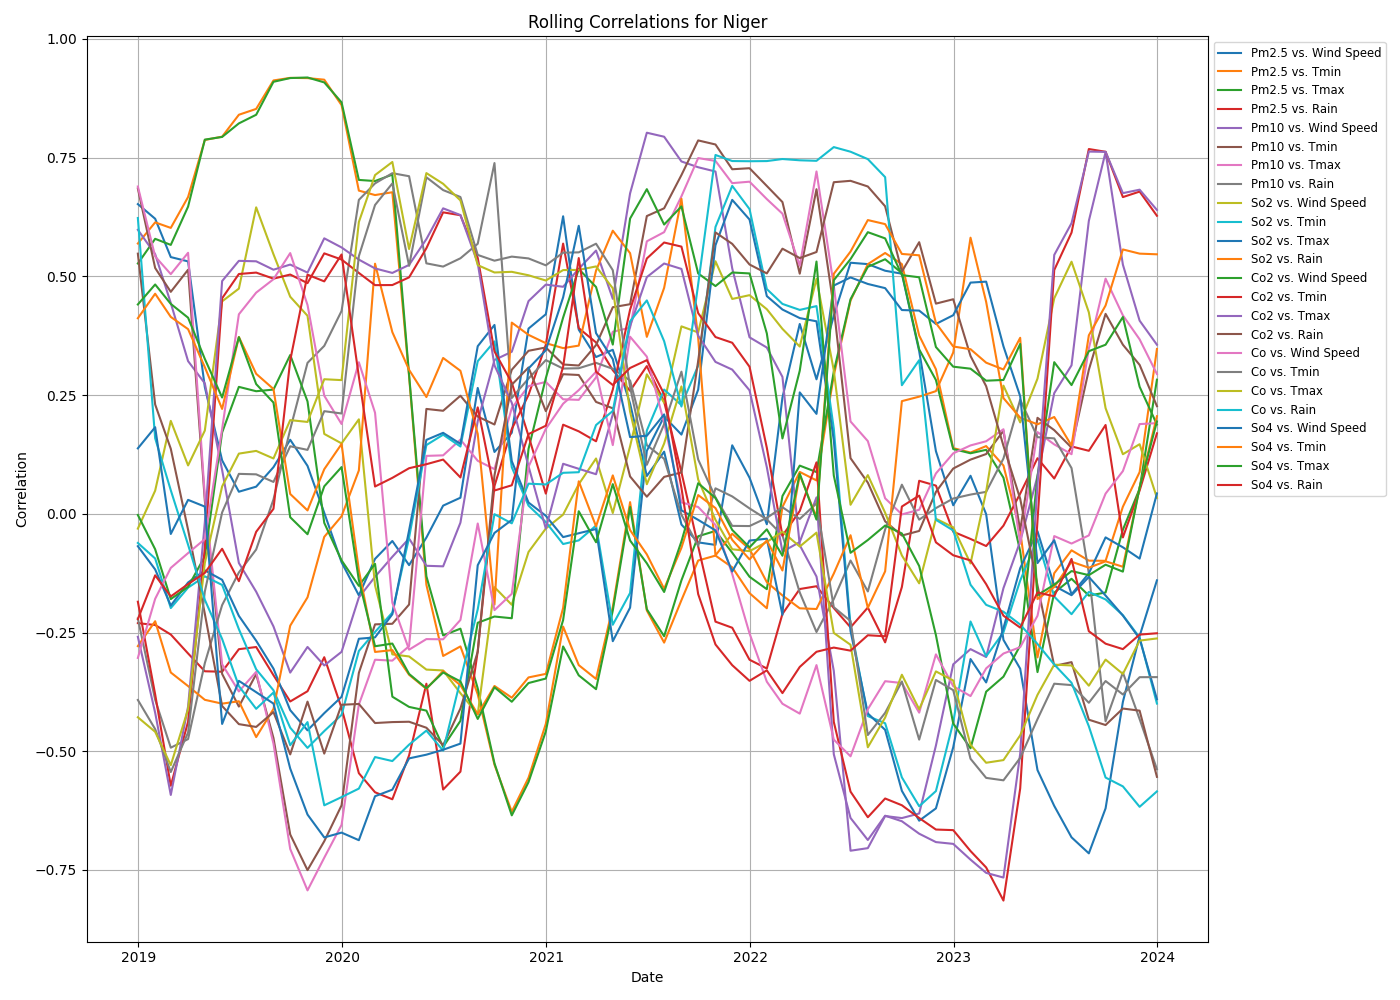 Rolling Correlations for Niger
1.00
0.75
0.50
0.25
0.00
−0.25
−0.50
−0.75
Correlation
2019
2020
2021
2022
2023
2024
Date
Pm2.5 vs. Wind Speed
Pm2.5 vs. Tmin
Pm2.5 vs. Tmax
Pm2.5 vs. Rain
Pm10 vs. Wind Speed
Pm10 vs. Tmin
Pm10 vs. Tmax
Pm10 vs. Rain
So2 vs. Wind Speed
So2 vs. Tmin
So2 vs. Tmax
So2 vs. Rain
Co2 vs. Wind Speed
Co2 vs. Tmin
Co2 vs. Tmax
Co2 vs. Rain
Co vs. Wind Speed
Co vs. Tmin
Co vs. Tmax
Co vs. Rain
So4 vs. Wind Speed
So4 vs. Tmin
So4 vs. Tmax
So4 vs. Rain